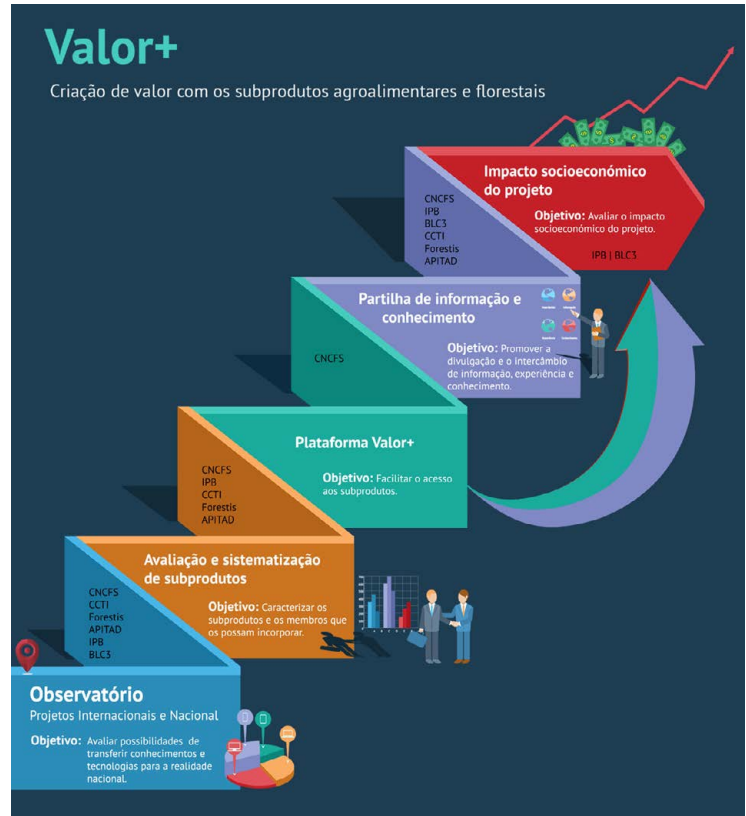 Valor+
Criação de valor com os subprodutos agroalimentares e florestais
Impacto socioeconómico
do projeto
Objetivo: Avaliar o impacto
socioeconómico do projeto.
IPB | BLC3
CNCFS
IPB
BLC3
CCTI
Forestis
APITAD
Partilha de informação e
conhecimento
Objetivo: Promover a
divulgação e o intercâmbio
de informação, experiência e
conhecimento.
CNCFS
Plataforma Valor+
Objetivo: Facilitar o acesso
aos subprodutos.
CNCFS
IPB
CCTI
Forestis
APITAD
Avaliação e sistematização
de subprodutos
Objetivo: Caracterizar os
subprodutos e os membros que
os possam incorporar.
CNCFS
CCTI
Forestis
APITAD
IPB
BLC3
Observatório
Projetos Internacionais e Nacional
Objetivo: Avaliar possibilidades de
transferir conhecimentos e
tecnologias para a realidade
nacional.